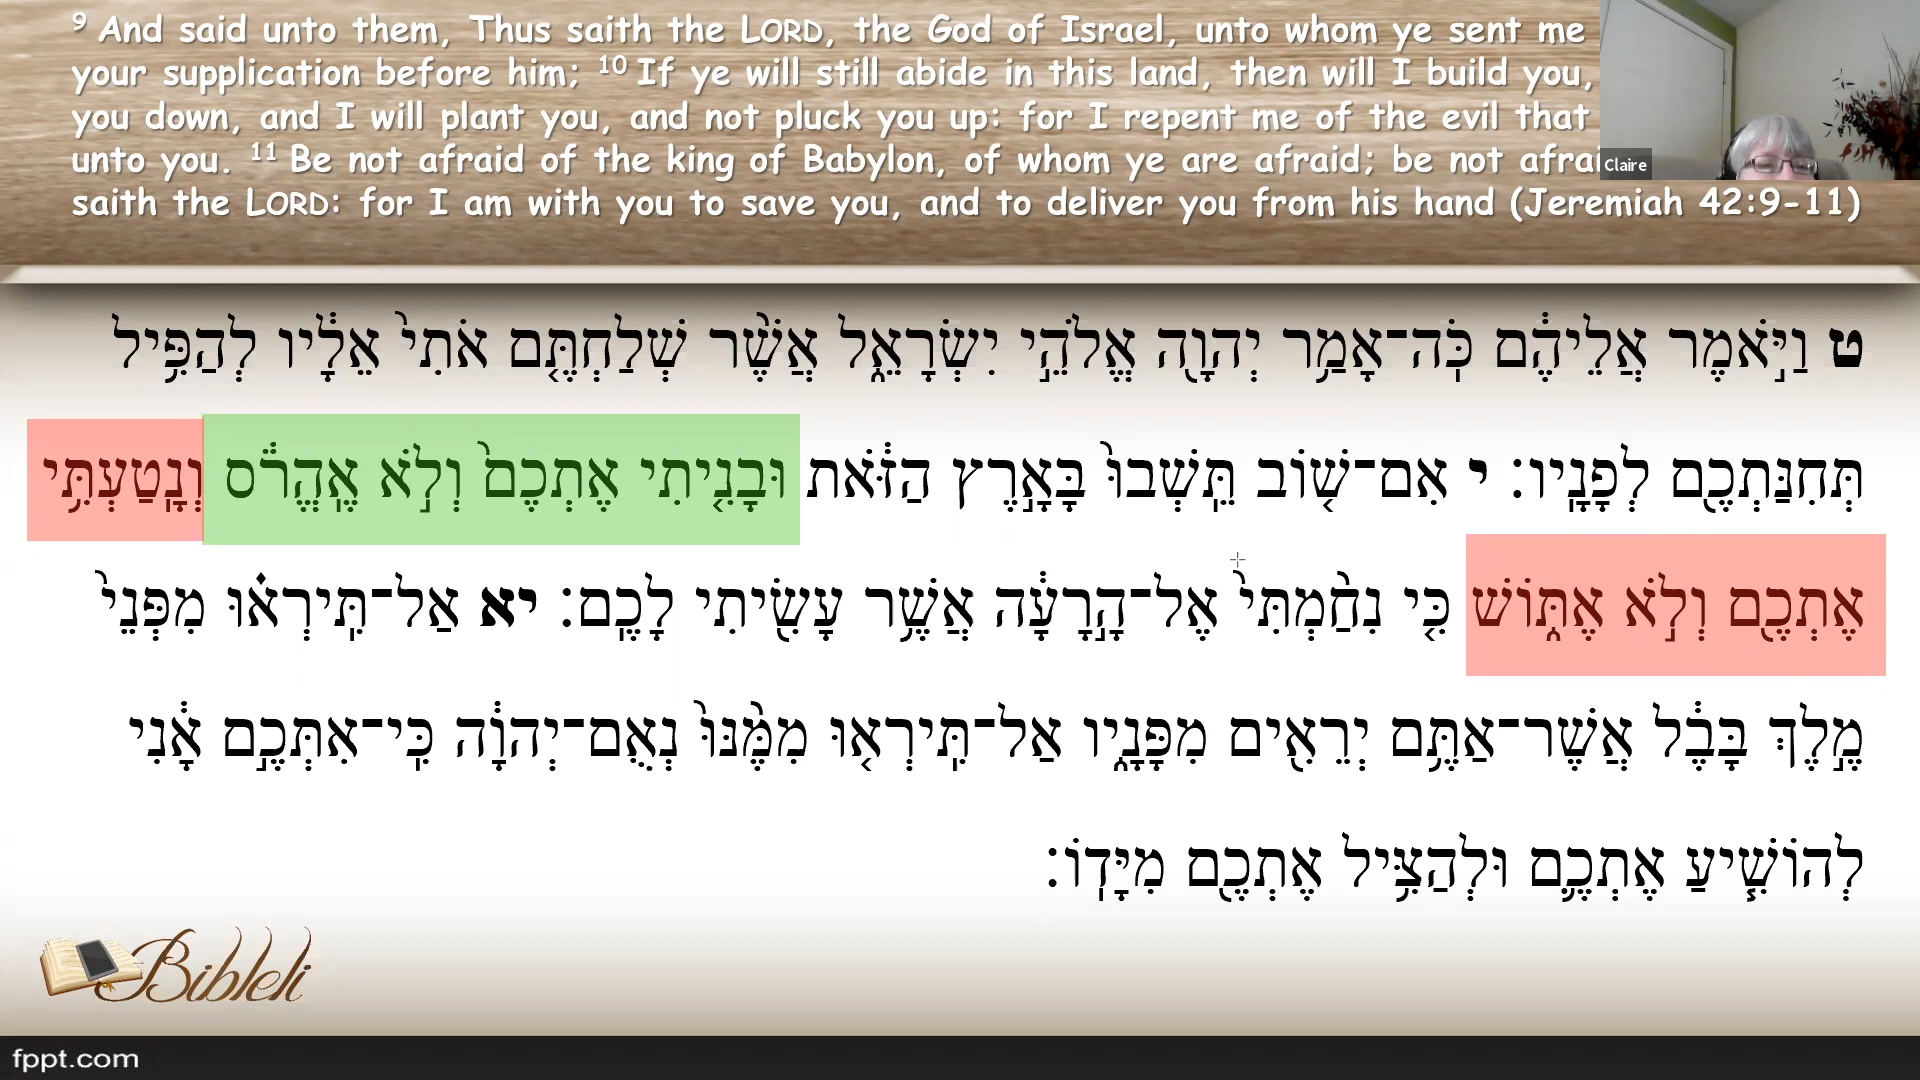 ⁹ And said unto them, Thus saith the LORD, the God of Israel, unto whom ye sent me
your supplication before him; ¹⁰ If ye will still abide in this land, then will I build you,
you down, and I will plant you, and not pluck you up: for I repent me of the evil that
unto you. ¹¹ Be not afraid of the king of Babylon, of whom ye are afraid; be not afrai
saith the LORD: for I am with you to save you, and to deliver you from his hand (Jeremiah 42:9-11)
Claire
ט וַיֹּ֣אמֶר אֲלֵיהֶ֔ם כֹּֽה־אָמַ֥ר יְהוָ֖ה אֱלֹהֵ֣י יִשְׂרָאֵ֑ל אֲשֶׁ֨ר שְׁלַחְתֶּ֤ם אֹתִי֙ אֵלָ֔יו לְהַפִּ֥יל
תְּחִנַּתְכֶ֖ם לְפָנָֽיו׃ י אִם־שׁ֤וֹב תֵּֽשְׁבוּ֙ בָּאָ֣רֶץ הַזֹּ֔את וּבָנִ֤יתִי אֶתְכֶם֙ וְלֹ֣א אֶֽהֱרֹ֔ס וְנָֽטַעְתִּ֥י
אֶתְכֶ֖ם וְלֹ֣א אֶתּ֑וֹשׁ כִּ֤י נִחַ֨מְתִּי֙ אֶל־הָ֣רָעָ֔ה אֲשֶׁ֥ר עָשִׂ֖יתִי לָכֶֽם׃ יא אַל־תִּֽירְא֗וּ מִפְּנֵי֙
מֶ֣לֶךְ בָּבֶ֔ל אֲשֶׁר־אַתֶּ֥ם יְרֵאִ֖ים מִפָּנָ֑יו אַל־תִּֽירְא֤וּ מִמֶּ֨נּוּ֙ נְאֻם־יְהוָ֔ה כִּֽי־אִתְּכֶ֣ם אָ֔נִי
לְהוֹשִׁ֧יעַ אֶתְכֶ֛ם וּלְהַצִּ֥יל אֶתְכֶ֖ם מִיָּדֽוֹ׃
Bibleli
fppt.com